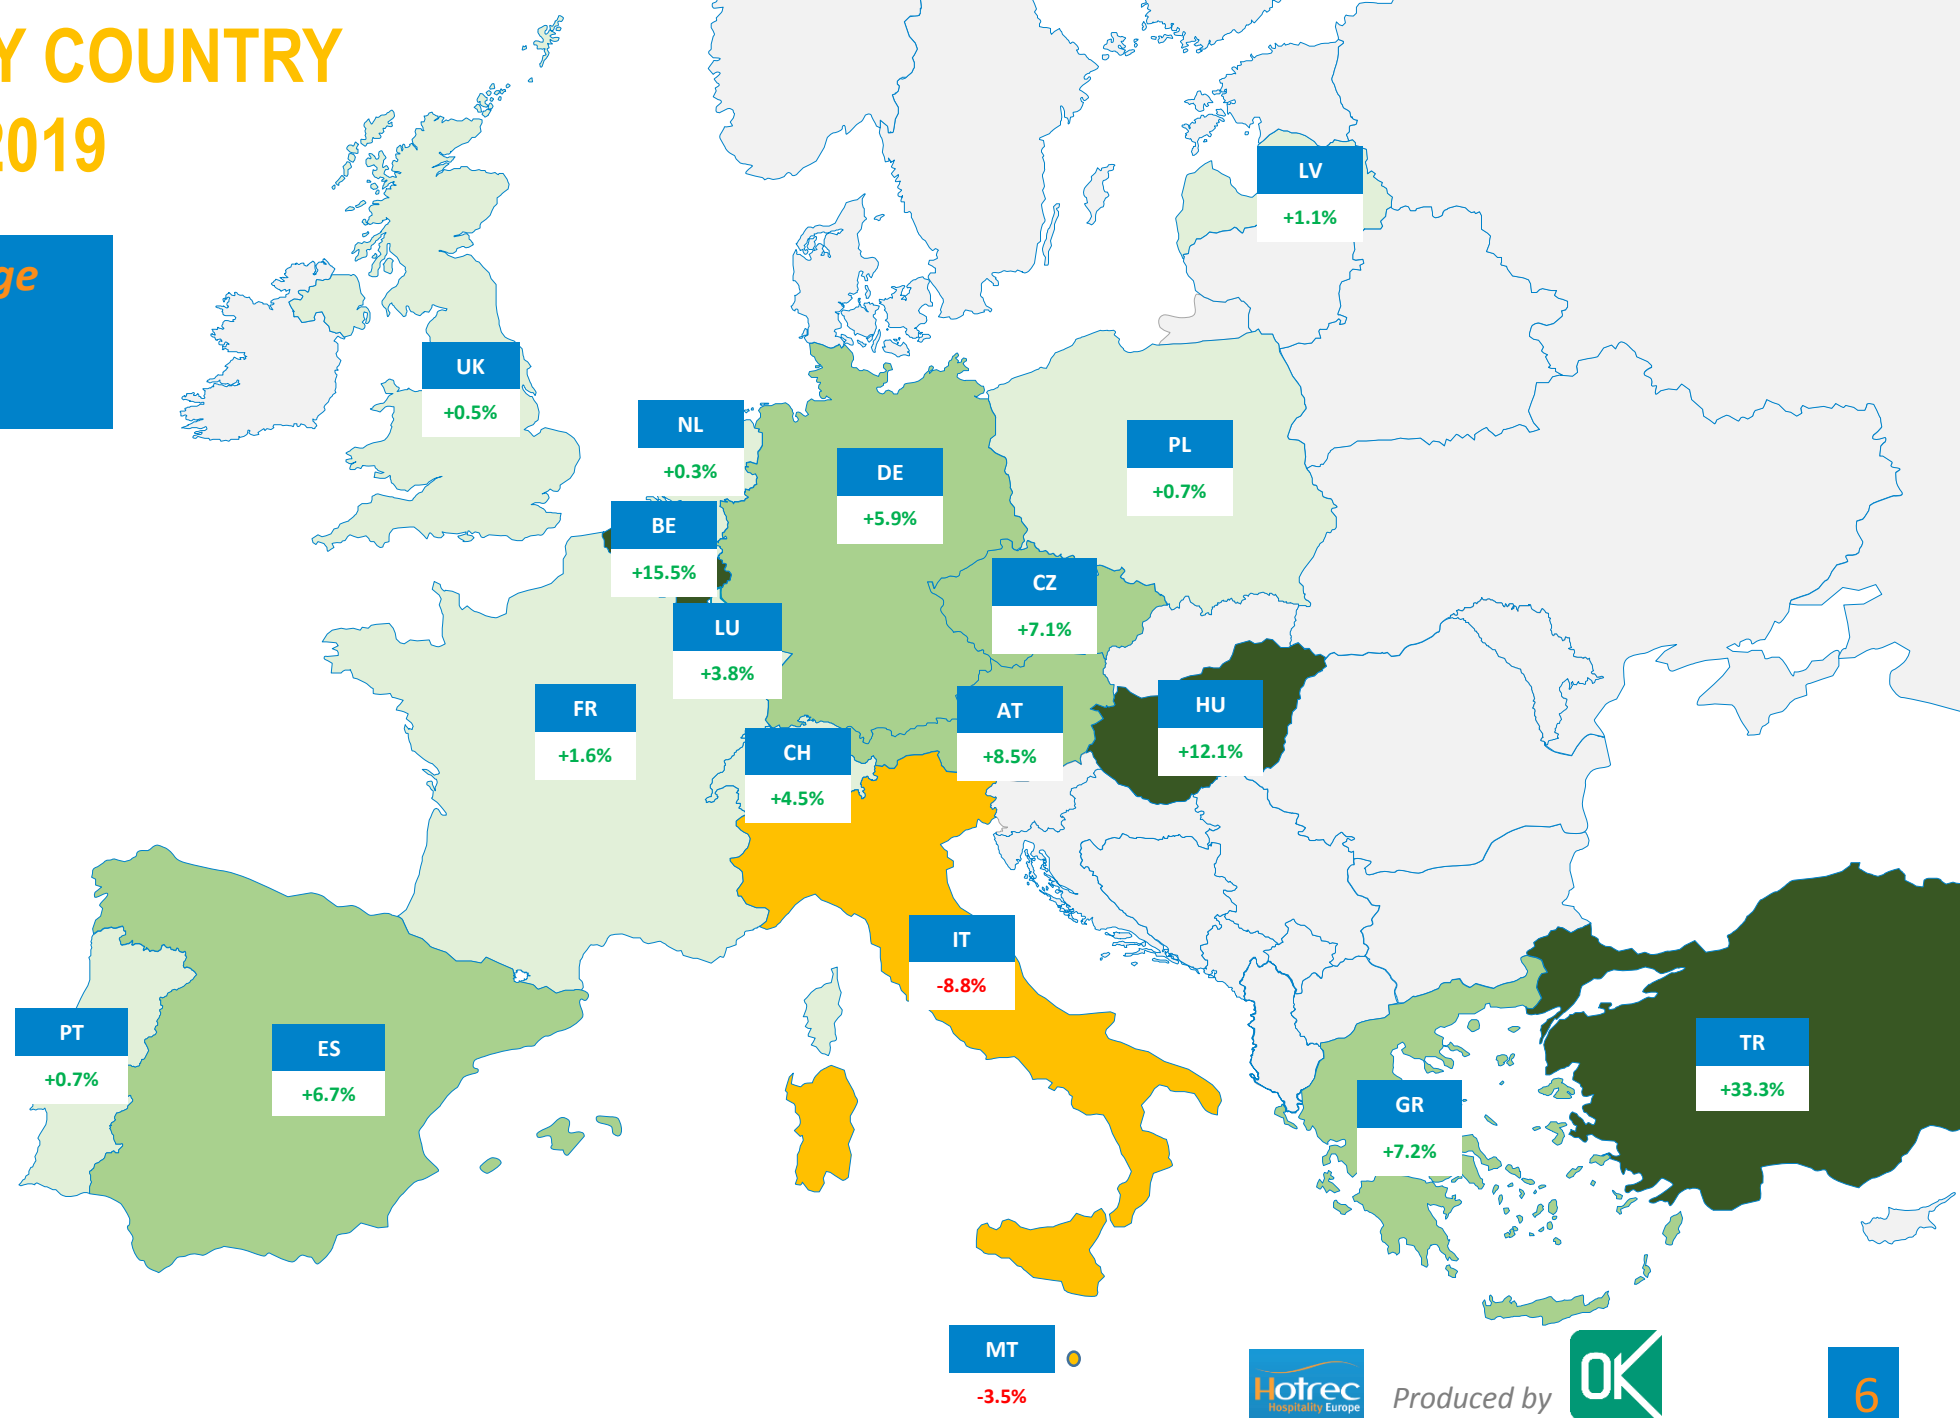 Y COUNTRY
2019
ge
LV
+1.1%
UK
+0.5%
NL
+0.3%
PL
+0.7%
DE
+5.9%
BE
+15.5%
CZ
+7.1%
LU
+3.8%
HU
+12.1%
FR
+1.6%
AT
+8.5%
CH
+4.5%
IT
-8.8%
PT
+0.7%
ES
+6.7%
TR
+33.3%
GR
+7.2%
MT
-3.5%
Hotrec
Hospitality Europe
Produced by
OK
6